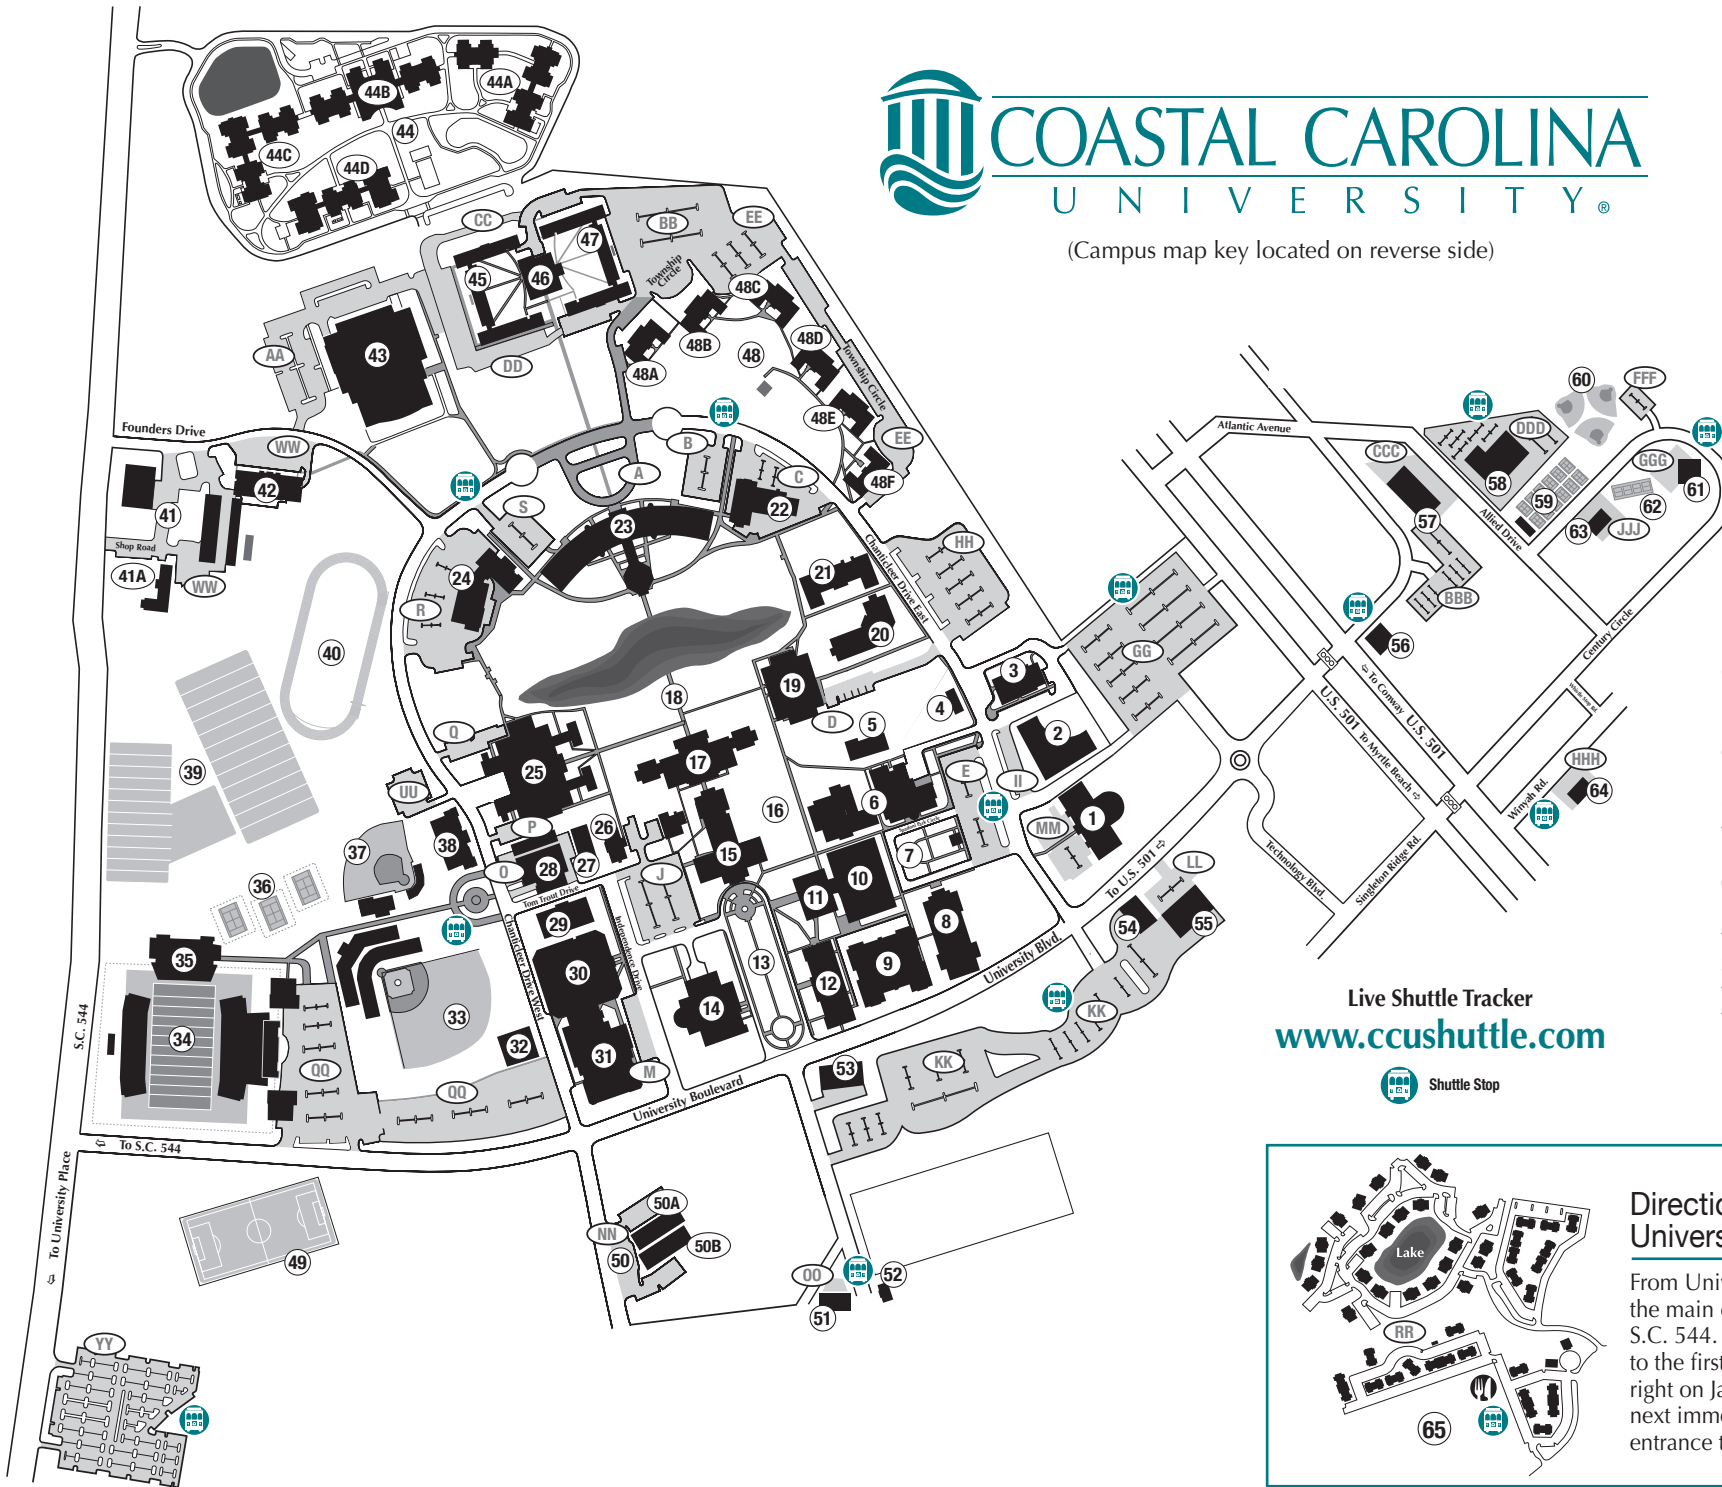 COASTAL CAROLINA
UNIVERSITY®
(Campus map key located on reverse side)
44B
44A
44
44C
44D
CC
BB
EE
47
45
46
Township
Circle
48C
48B
48
48D
48A
Township Circle
AA
43
DD
48E
EE
48F
Founders Drive
WW
42
41
Shop Road
41A
WW
B
A
C
S
22
23
24
R
HH
21
Chanticleer Drive East
20
40
18
19
3
4
D
5
2
GG
Q
25
17
39
UU
E
II
6
16
1
MM
P
26
38
37
27
28
15
7
O
J
10
36
Tom Trout Drive
11
29
Independence Drive
Chanticleer Drive West
8
35
30
13
9
12
14
33
34
32
31
M
QQ
QQ
S.C. 544
University Blvd.
To U.S. 501
LL
54
55
KK
KK
53
University Boulevard
To S.C. 544
To University Place
50A
NN
50
50B
49
OO
52
51
YY
Atlantic Avenue
60
FFF
CCC
DDD
58
GGG
61
59
62
57
63
JJJ
Allied Drive
BBB
56
Century Circle
To Conway
U.S. 501
U.S. 501
To Myrtle Beach
HHH
64
Winyah Rd.
Technology Blvd.
Singleton Ridge Rd.
Live Shuttle Tracker
www.ccushuttle.com
Shuttle Stop
Lake
RR
65
Directio
Univers
From Univ
the main
S.C. 544.
to the first
right on Ja
next imme
entrance t